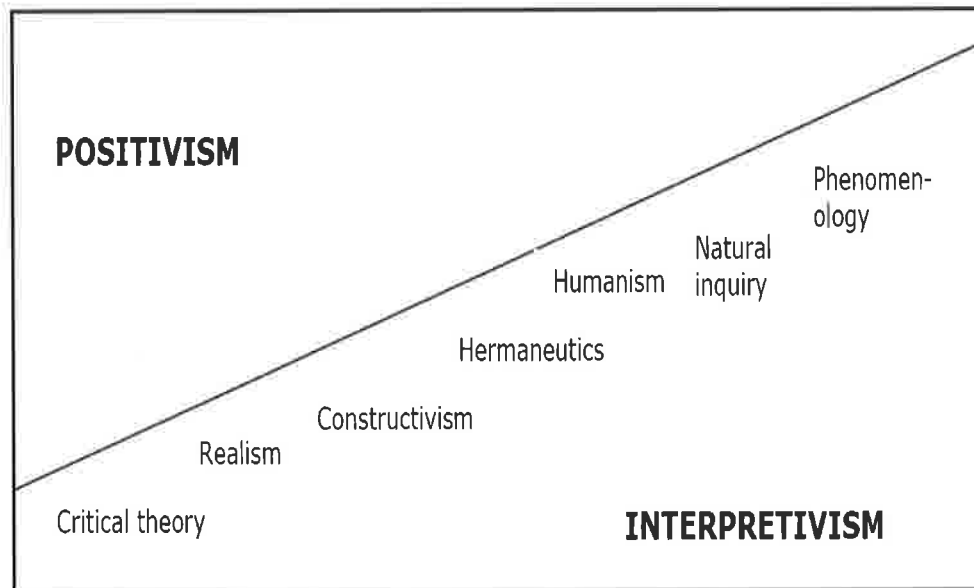 POSITIVISM
Phenomen-
ology
Natural
inquiry
Humanism
Hermaneutics
Constructivism
Realism
Critical theory
INTERPRETIVISM